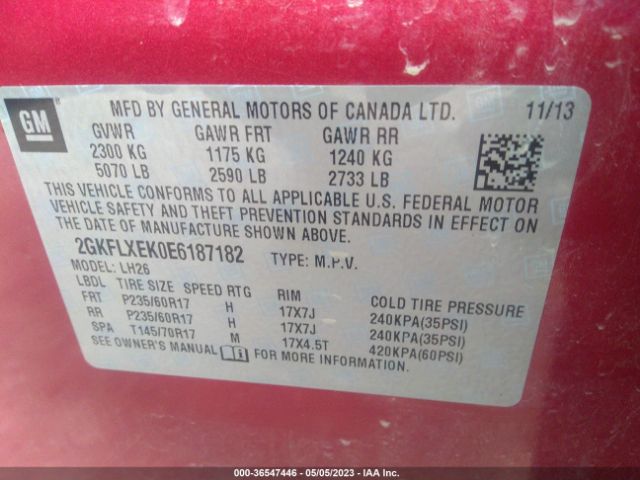 GM
MFD BY GENERAL MOTORS OF CANADA LTD. 11/13
GVWR GAWR FRT GAWR RR
2300 KG 1175 KG 1240 KG
5070 LB 2590 LB 2733 LB
THIS VEHICLE CONFORMS TO ALL APPLICABLE U.S. FEDERAL MOTOR
VEHICLE SAFETY AND THEFT PREVENTION STANDARDS IN EFFECT ON
THE DATE OF MANUFACTURE SHOWN ABOVE.
2GKFLXEK0E6187182 TYPE: M.P.V.
MODEL: LH26
LBDL TIRE SIZE SPEED RTG RIM COLD TIRE PRESSURE
FRT P235/60R17 H 17X7J 240KPA(35PSI)
RR P235/60R17 H 17X7J 240KPA(35PSI)
SPA T145/70R17 M 17X4.5T 420KPA(60PSI)
SEE OWNER'S MANUAL FOR MORE INFORMATION.
000-36547446 - 05/05/2023 - IAA Inc.